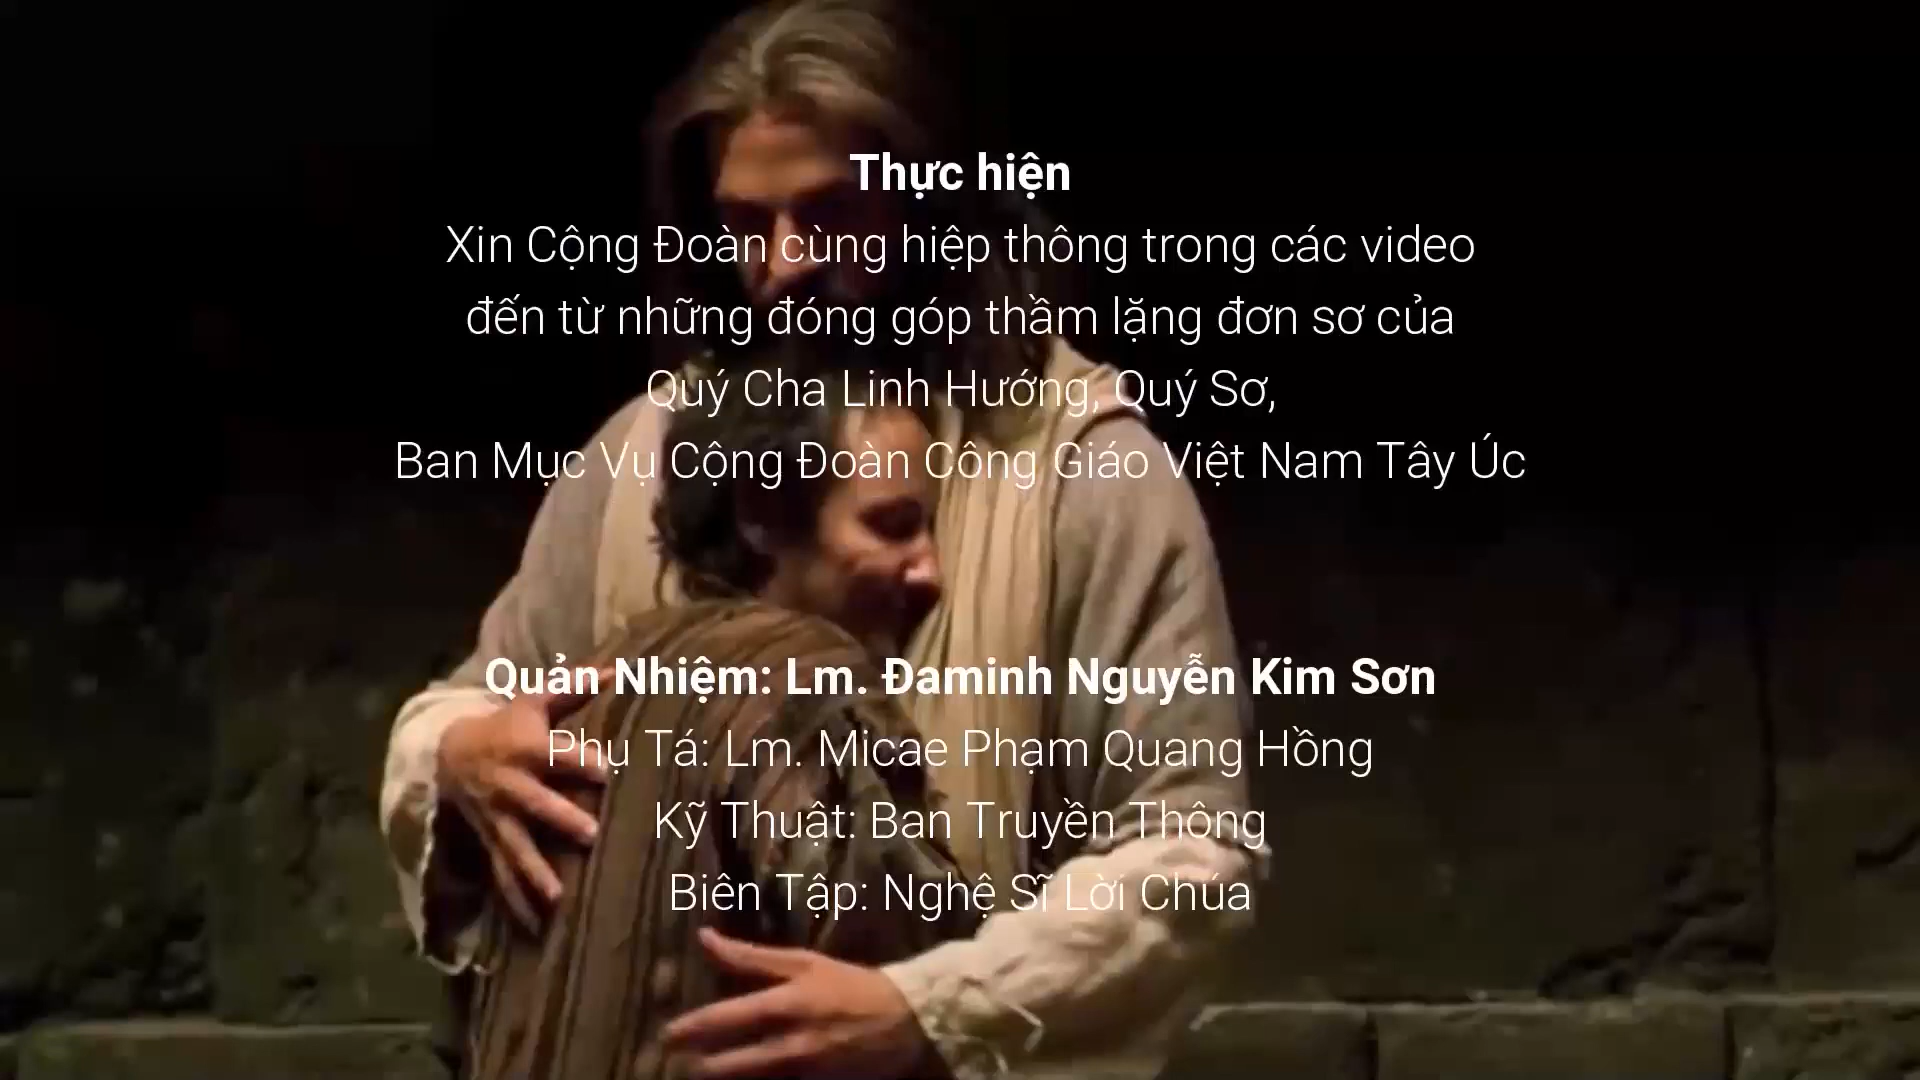 Thực hiện
Xin Cộng Đoàn cùng hiệp thông trong các video
đến từ những đóng góp thầm lặng đơn sơ của
Quý Cha Linh Hướng, Quý Sơ,
Ban Mục Vụ Cộng Đoàn Công Giáo Việt Nam Tây Úc
Quản Nhiệm: Lm. Đaminh Nguyễn Kim Sơn
Phụ Tá: Lm. Micae Phạm Quang Hồng
Kỹ Thuật: Ban Truyền Thông
Biên Tập: Nghệ Sĩ Lời Chúa